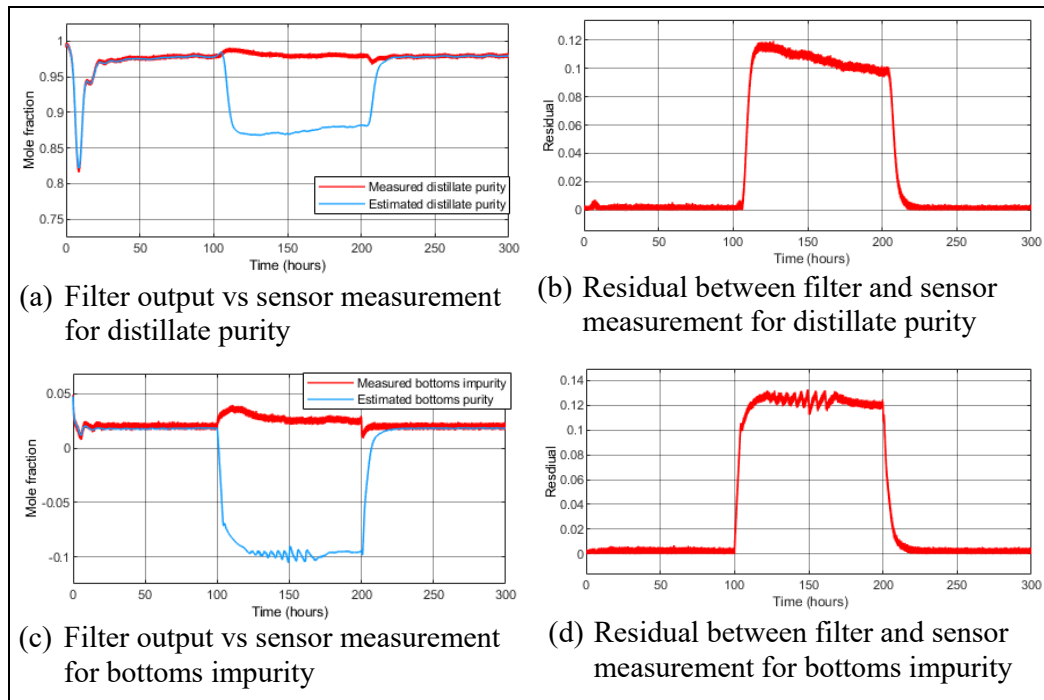 1
0.95
0.9
0.85
0.8
0.75
Mole fraction
0
50
100
150
200
250
300
Time (hours)
Measured distillate purity
Estimated distillate purity
(a) Filter output vs sensor measurement
for distillate purity
0.12
0.1
0.08
0.06
0.04
0.02
0
Residual
0
50
100
150
200
250
300
Time (hours)
(b) Residual between filter and sensor
measurement for distillate purity
0.05
0
-0.05
-0.1
Mole fraction
0
50
100
150
200
250
300
Time (hours)
Measured bottoms impurity
Estimated bottoms purity
(c) Filter output vs sensor measurement
for bottoms impurity
0.14
0.12
0.1
0.08
0.06
0.04
0.02
0
Resdiual
0
50
100
150
200
250
300
Time (hours)
(d) Residual between filter and sensor
measurement for bottoms impurity